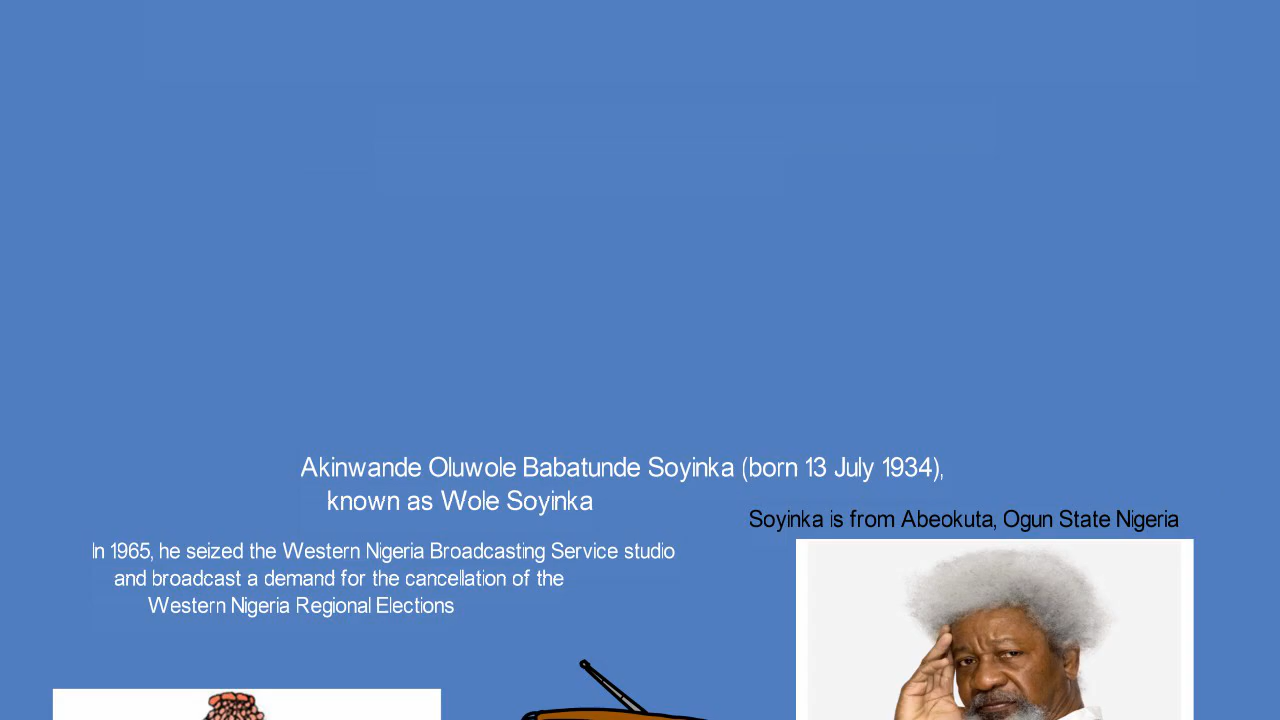 Akinwande Oluwole Babatunde Soyinka (born 13 July 1934),
known as Wole Soyinka
Soyinka is from Abeokuta, Ogun State Nigeria
In 1965, he seized the Western Nigeria Broadcasting Service studio
and broadcast a demand for the cancellation of the
Western Nigeria Regional Elections